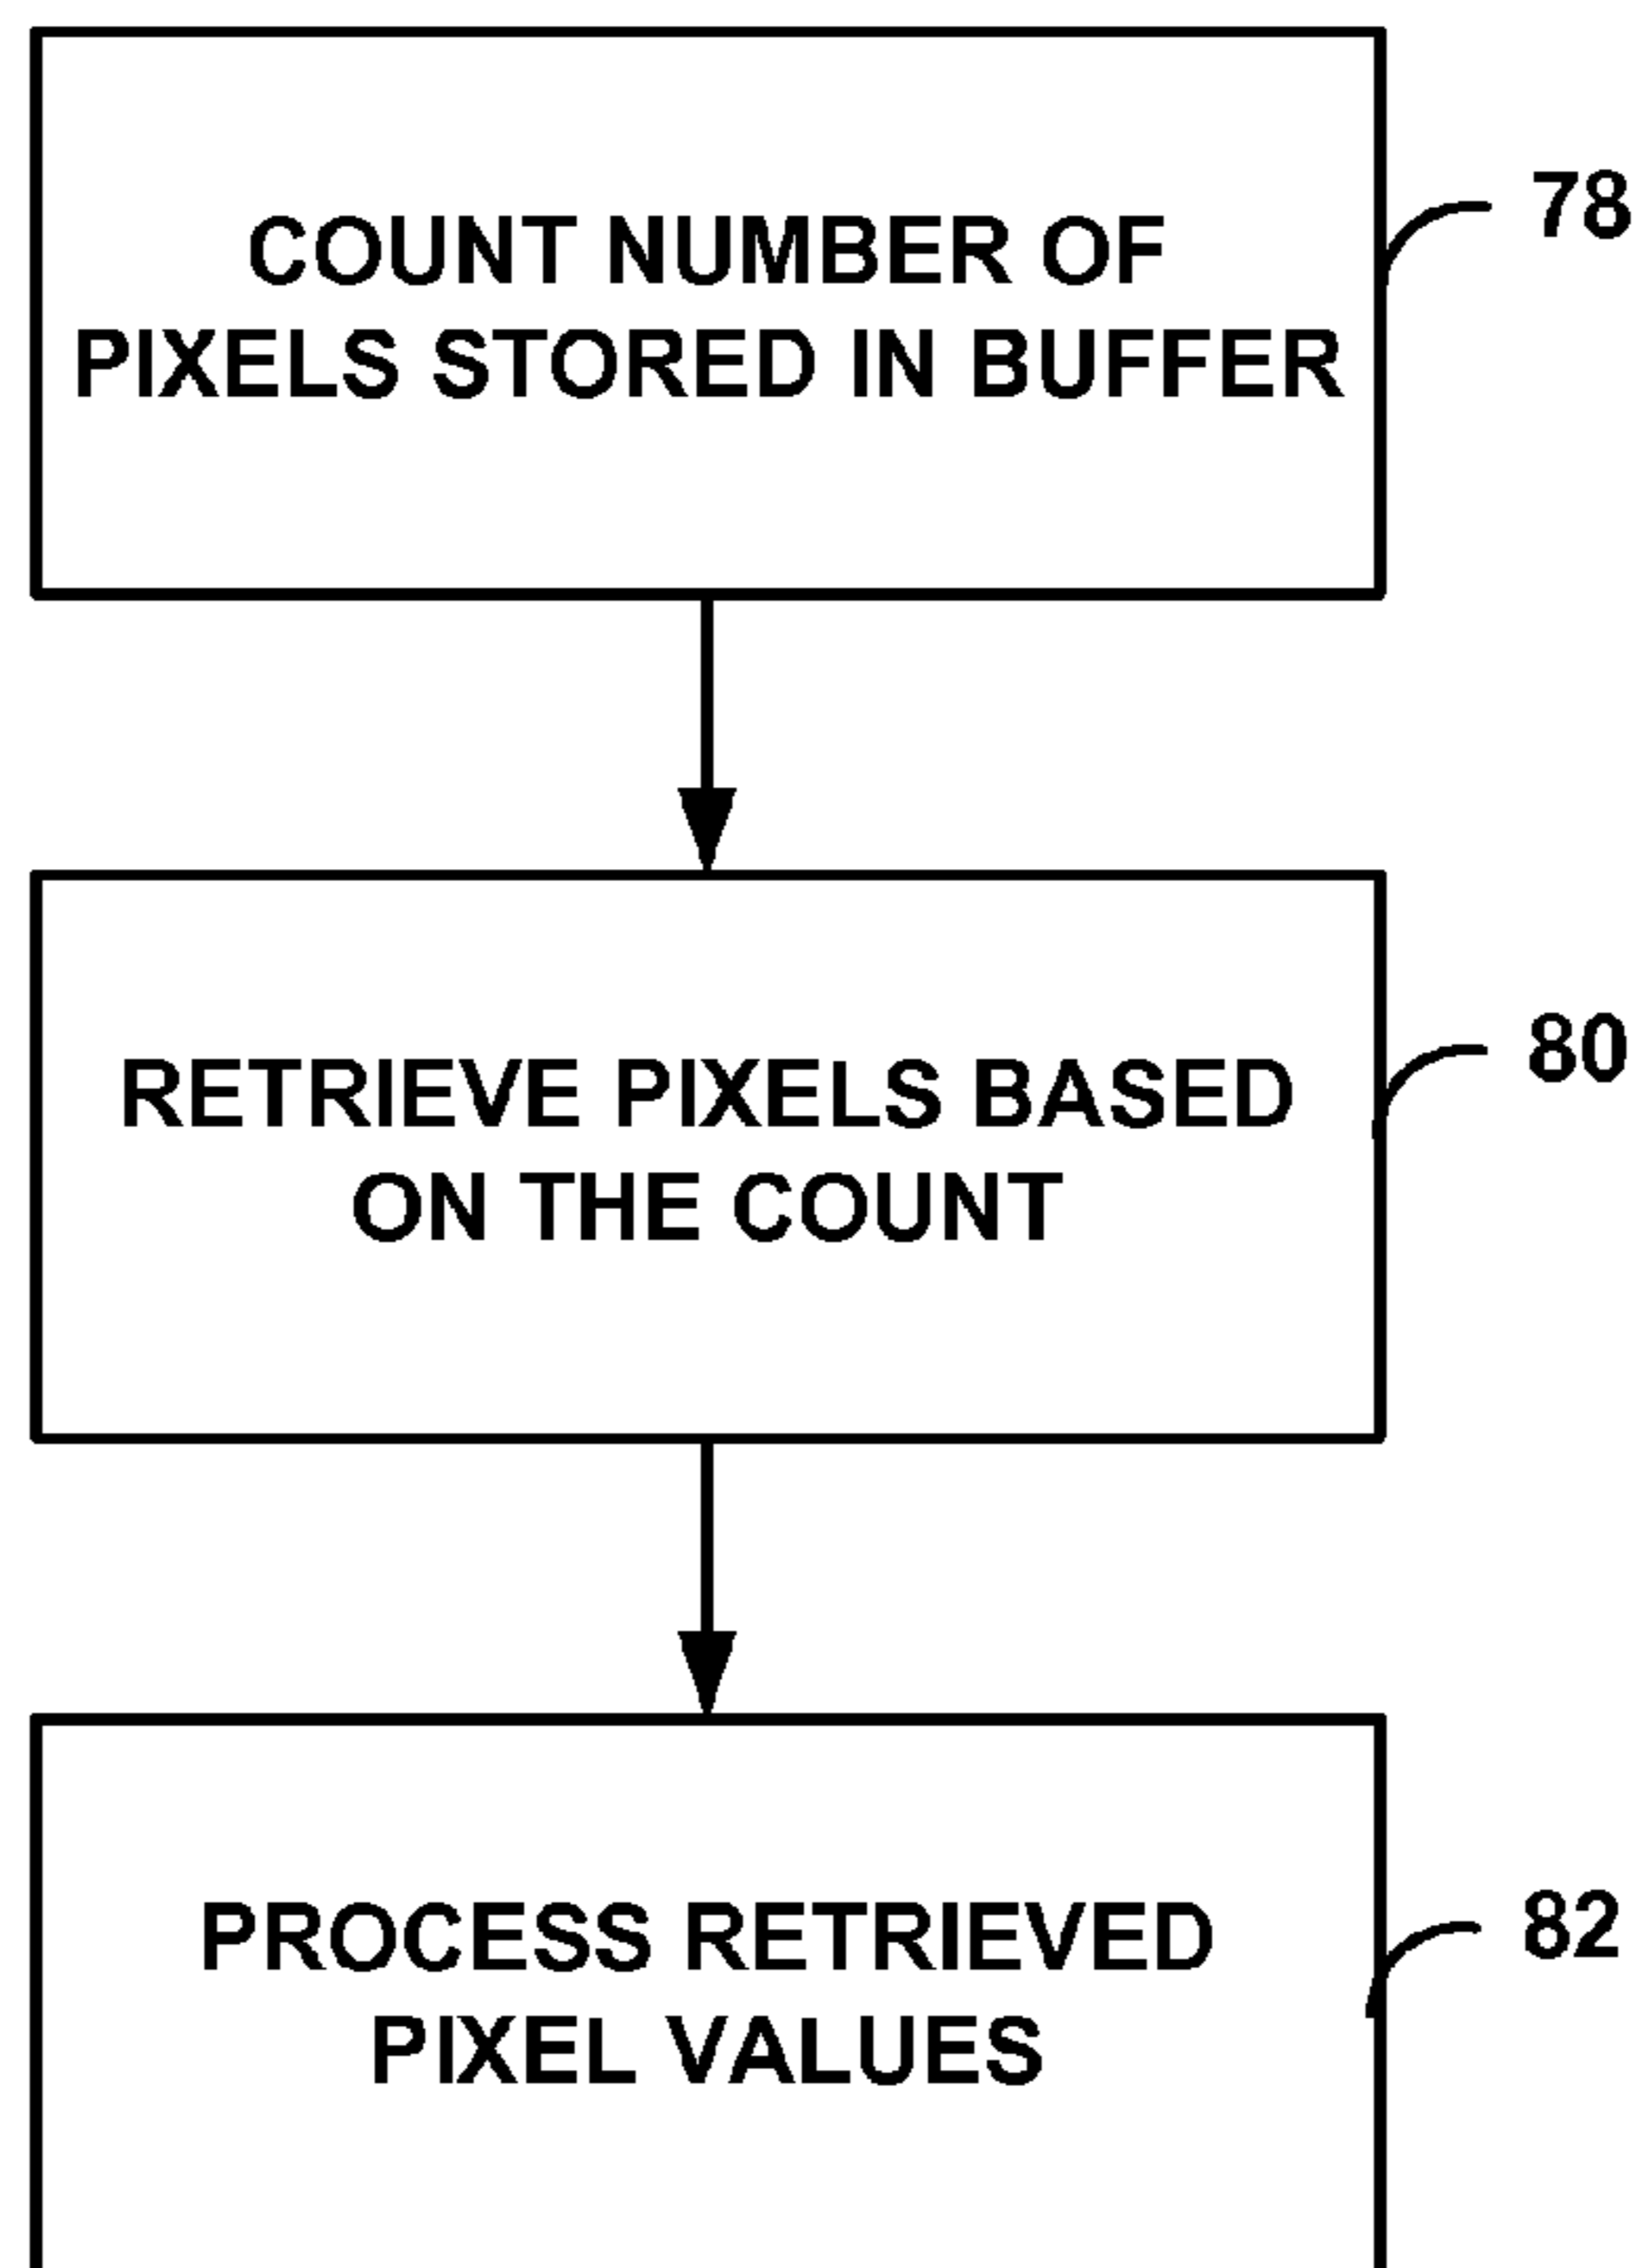 COUNT NUMBER OF
PIXELS STORED IN BUFFER
78
RETRIEVE PIXELS BASED
ON THE COUNT
80
PROCESS RETRIEVED
PIXEL VALUES
82